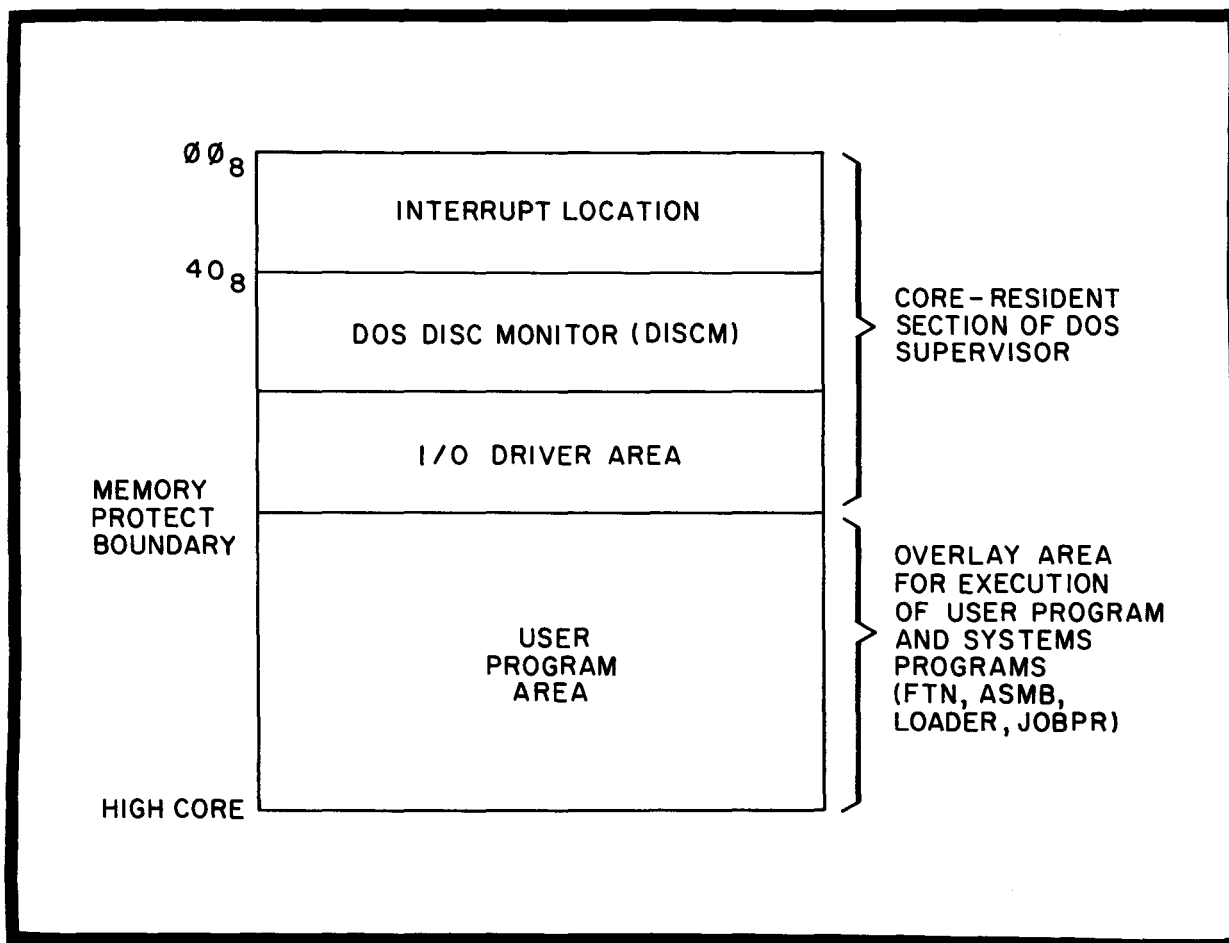 ØØ8
INTERRUPT LOCATION
408
DOS DISC MONITOR (DISCM)
I/O DRIVER AREA
CORE-RESIDENT
SECTION OF DOS
SUPERVISOR
MEMORY
PROTECT
BOUNDARY
USER
PROGRAM
AREA
OVERLAY AREA
FOR EXECUTION
OF USER PROGRAM
AND SYSTEMS
PROGRAMS
(FTN, ASMB,
LOADER, JOBPR)
HIGH CORE